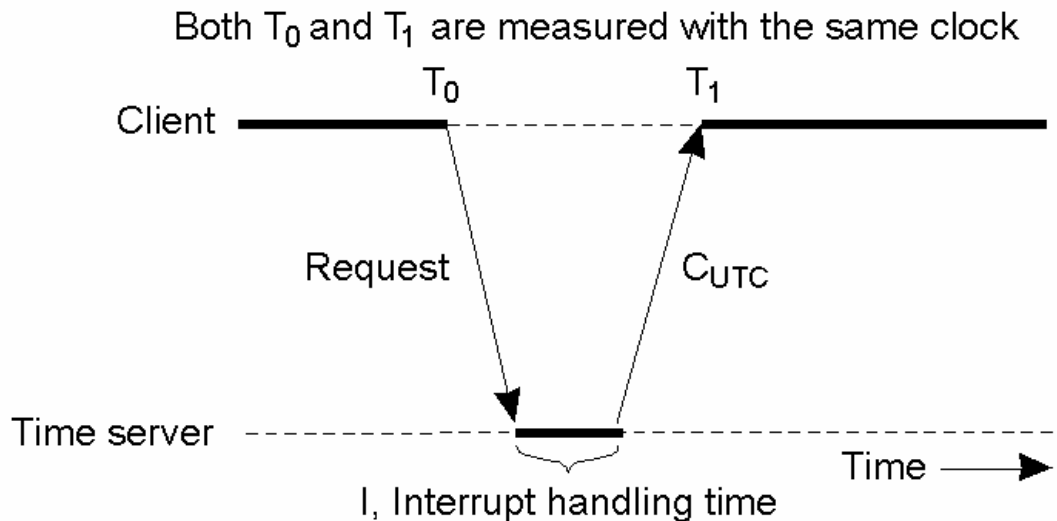 Both T₀ and T₁ are measured with the same clock
T₀
T₁
Client
Request
C_UTC
Time server
Time
I, Interrupt handling time